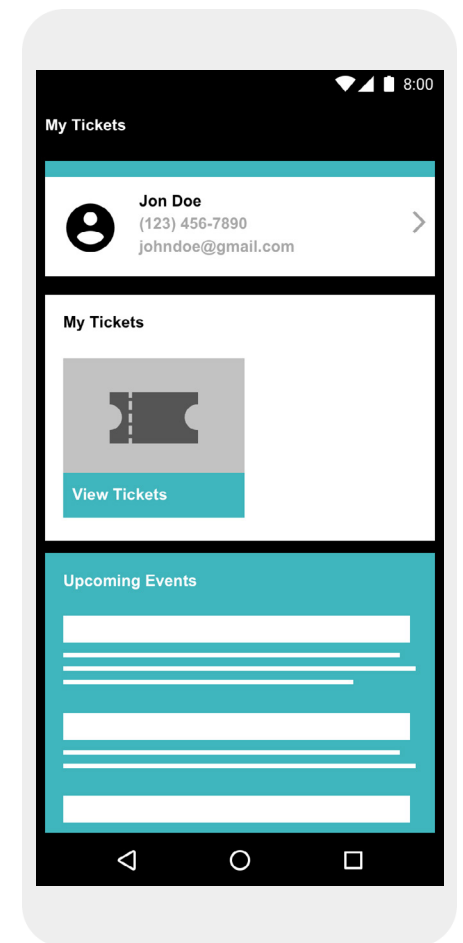 8:00
My Tickets
Jon Doe
(123) 456-7890
johndoe@gmail.com
My Tickets
View Tickets
Upcoming Events